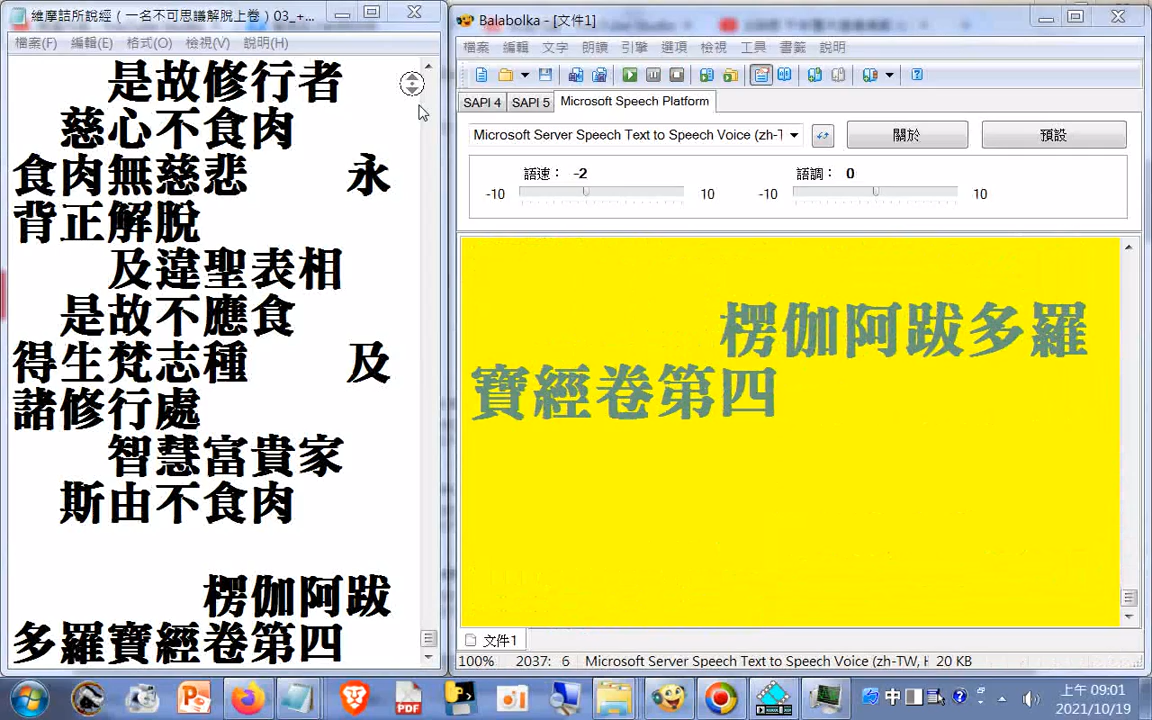 維摩詰所說經（一名不可思議解脫上卷）03_+...
檔案(F) 編輯(E) 格式(O) 檢視(V) 說明(H)
是故修行者
慈心不食肉
食肉無慈悲 永
背正解脫
及違聖表相
是故不應食
得生梵志種 及
諸修行處
智慧富貴家
斯由不食肉
楞伽阿跋
多羅寶經卷第四
Balabolka - [文件1]
檔案 編輯 文字 朗讀 引擎 選項 檢視 工具 書籤 說明
SAPI 4 SAPI 5 Microsoft Speech Platform
Microsoft Server Speech Text to Speech Voice (zh-T
關於 預設
語速： -2 語調： 0
-10 10 -10 10
楞伽阿跋多羅
寶經卷第四
文件1
100% 2037: 6 Microsoft Server Speech Text to Speech Voice (zh-TW, H 20 KB
PDF
中
上午 09:01
2021/10/19